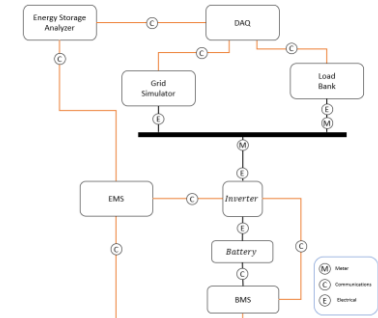 Energy Storage
Analyzer
C
DAQ
C
C
C
Grid
Simulator
Load
Bank
E
E
M
M
E
EMS
C
Inverter
E
C
Battery
C
C
BMS
M Meter
C Communications
E Electrical